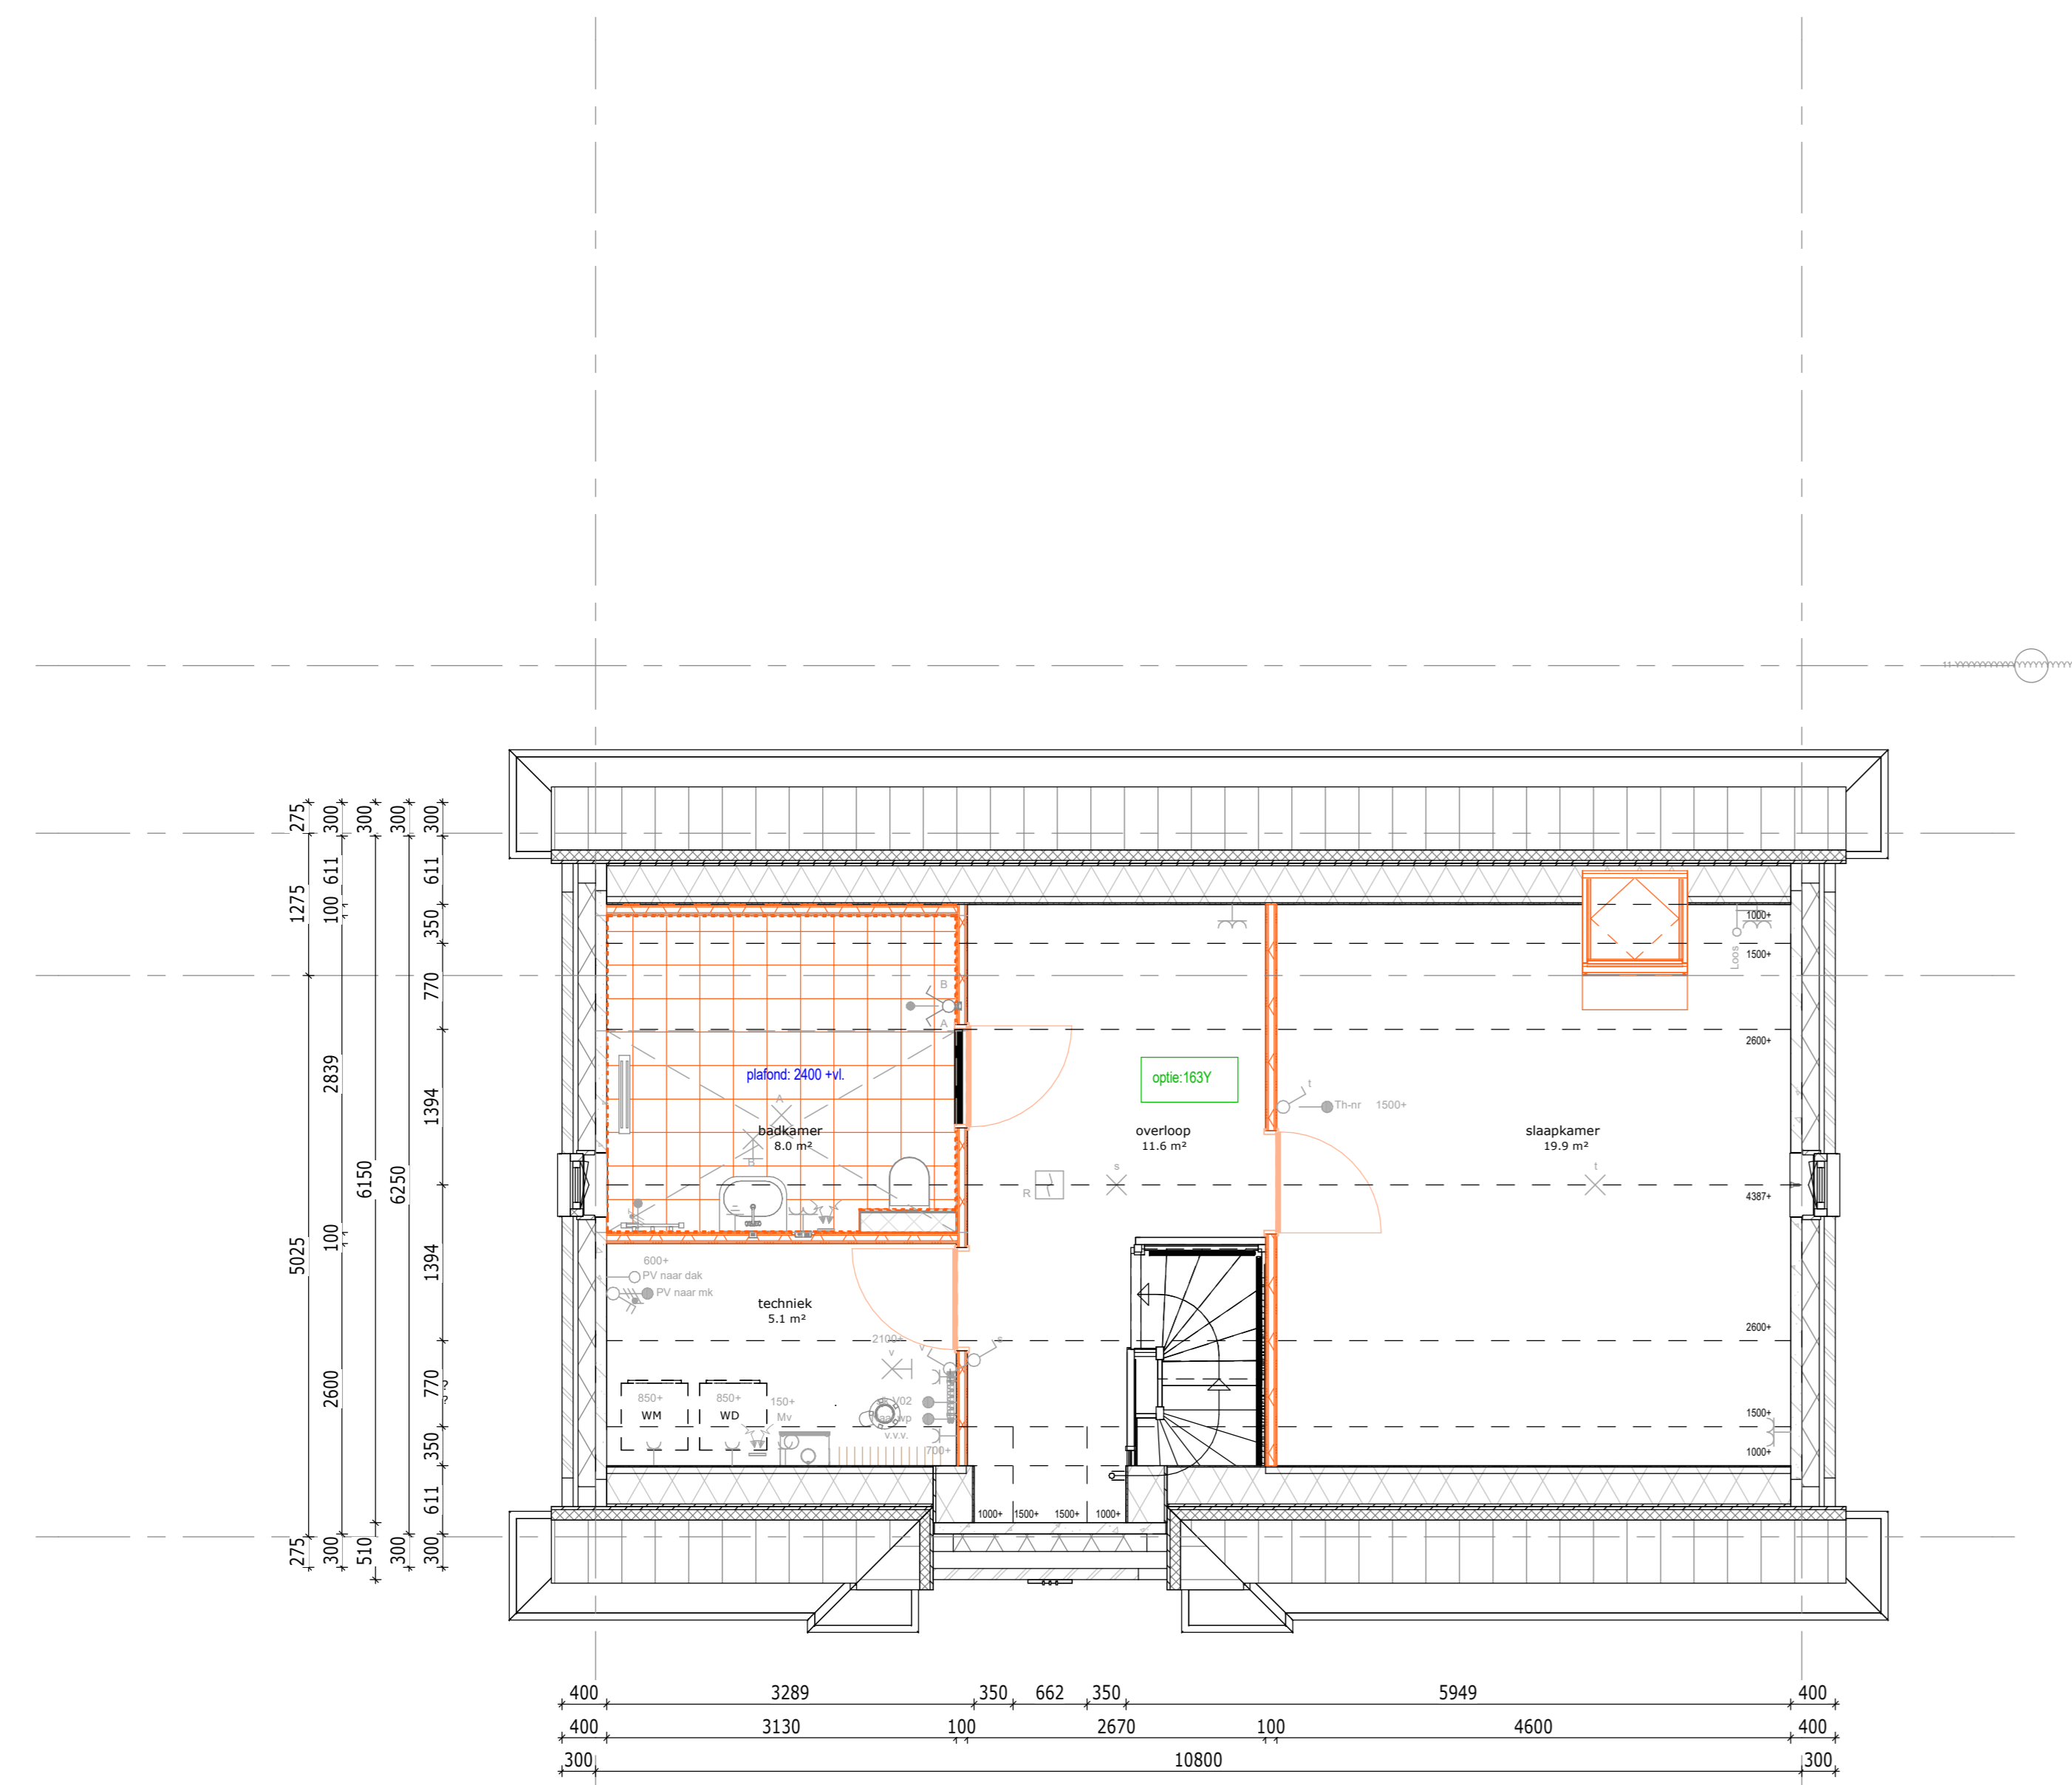 275
300
300
300
300
1275
611
611
100
350
770
2839
1394
6150
6250
5025
100
1394
2600
770
350
611
275
300
510
300
300
1000+
1500+
Loos
2600+
B
A
plafond: 2400 +vl.
optie:163Y
t
Th-nr 1500+
A
badkamer
8.0 m²
B
overloop
11.6 m²
slaapkamer
19.9 m²
s
t
R
4387+
600+
PV naar dak
PV naar mk
techniek
5.1 m²
2100+
v
v
s
2600+
850+
WM
850+
WD
150+
Mv
V02
wp
v.v.v.
700+
1500+
1000+
1000+ 1500+ 1500+ 1000+
400 3289 350 662 350 5949 400
400 3130 100 2670 100 4600 400
300 10800 300